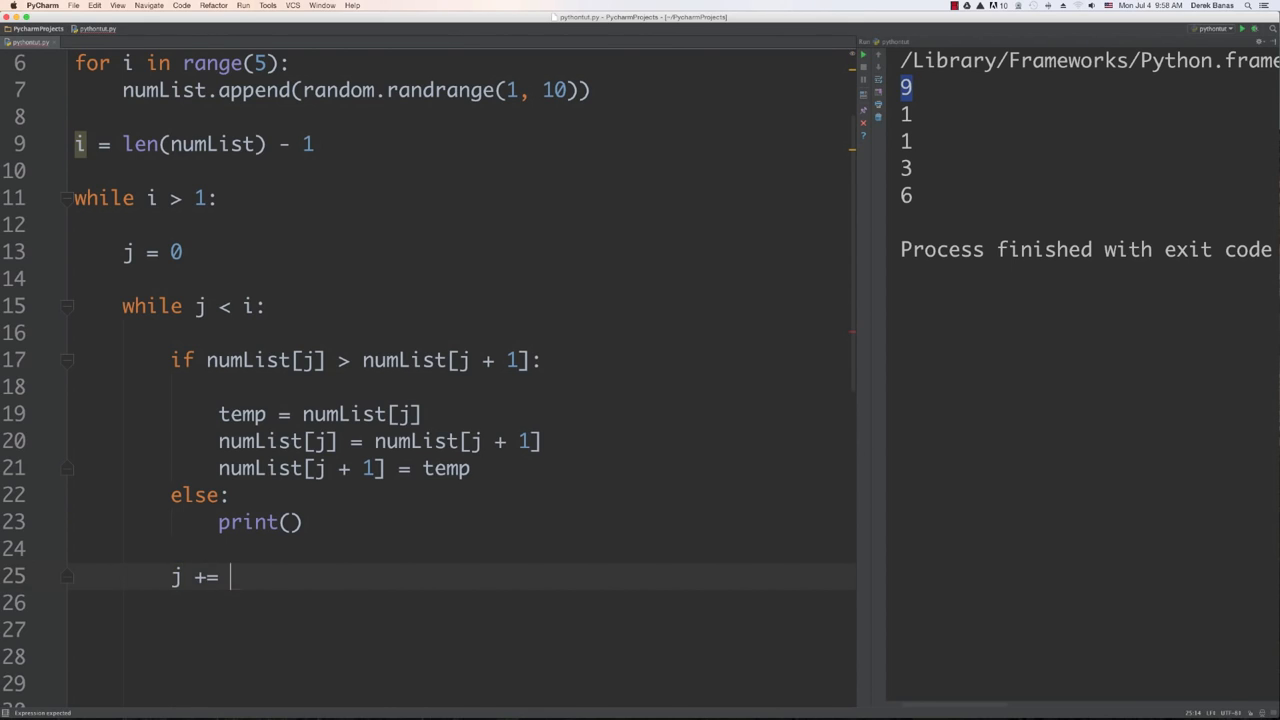 PyCharm File Edit View Navigate Code Refactor Run Tools VCS Window Help
10 Mon Jul 4 9:58 AM Derek Banas
pythontut.py - PycharmProjects - [~/PycharmProjects]
PycharmProjects pythontut.py
pythontut
pythontut.py
Run: pythontut
6 for i in range(5):
7 numList.append(random.randrange(1, 10))
8
9 i = len(numList) - 1
10
11 while i > 1:
12
13 j = 0
14
15 while j < i:
16
17 if numList[j] > numList[j + 1]:
18
19 temp = numList[j]
20 numList[j] = numList[j + 1]
21 numList[j + 1] = temp
22 else:
23 print()
24
25 j +=
26
27
28
29
/Library/Frameworks/Python.frame
9
1
1
3
6
Process finished with exit code
Expression expected
25:14 LF‡ UTF-8‡